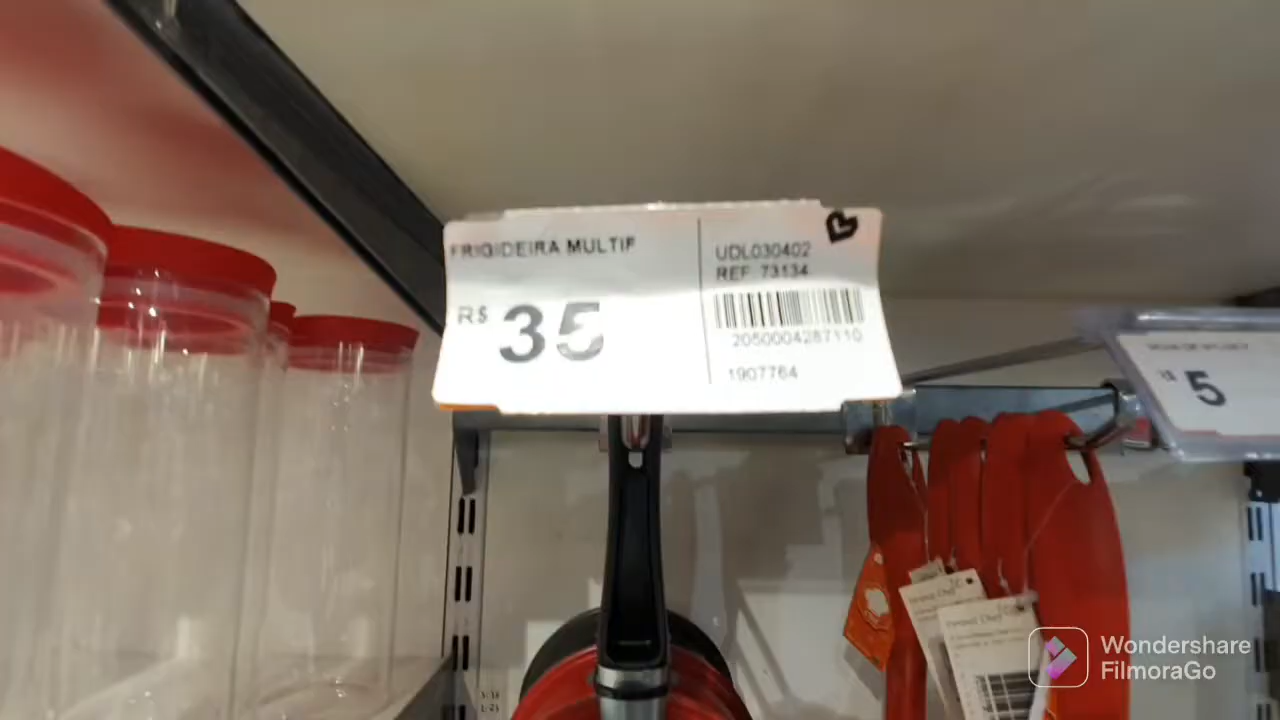 FRIGIDEIRA MULTIF
R$ 35
UDL030402
REF 73134
2050004287110
1907764
5
Wondershare
FilmoraGo